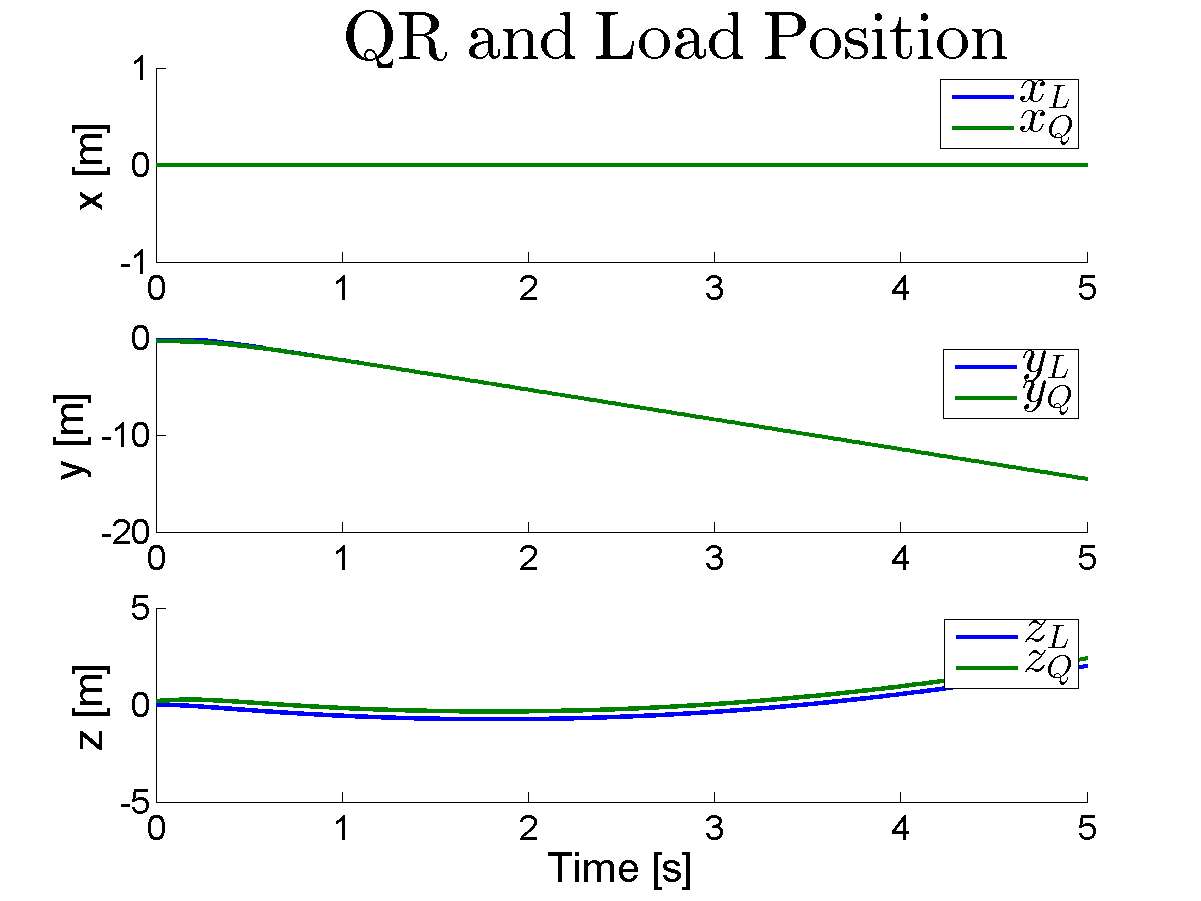 QR and Load Position
x [m]
1
0
-1
x_L
x_Q
0 1 2 3 4 5
y [m]
0
-10
-20
y_L
y_Q
0 1 2 3 4 5
z [m]
5
0
-5
z_L
z_Q
0 1 2 3 4 5
Time [s]